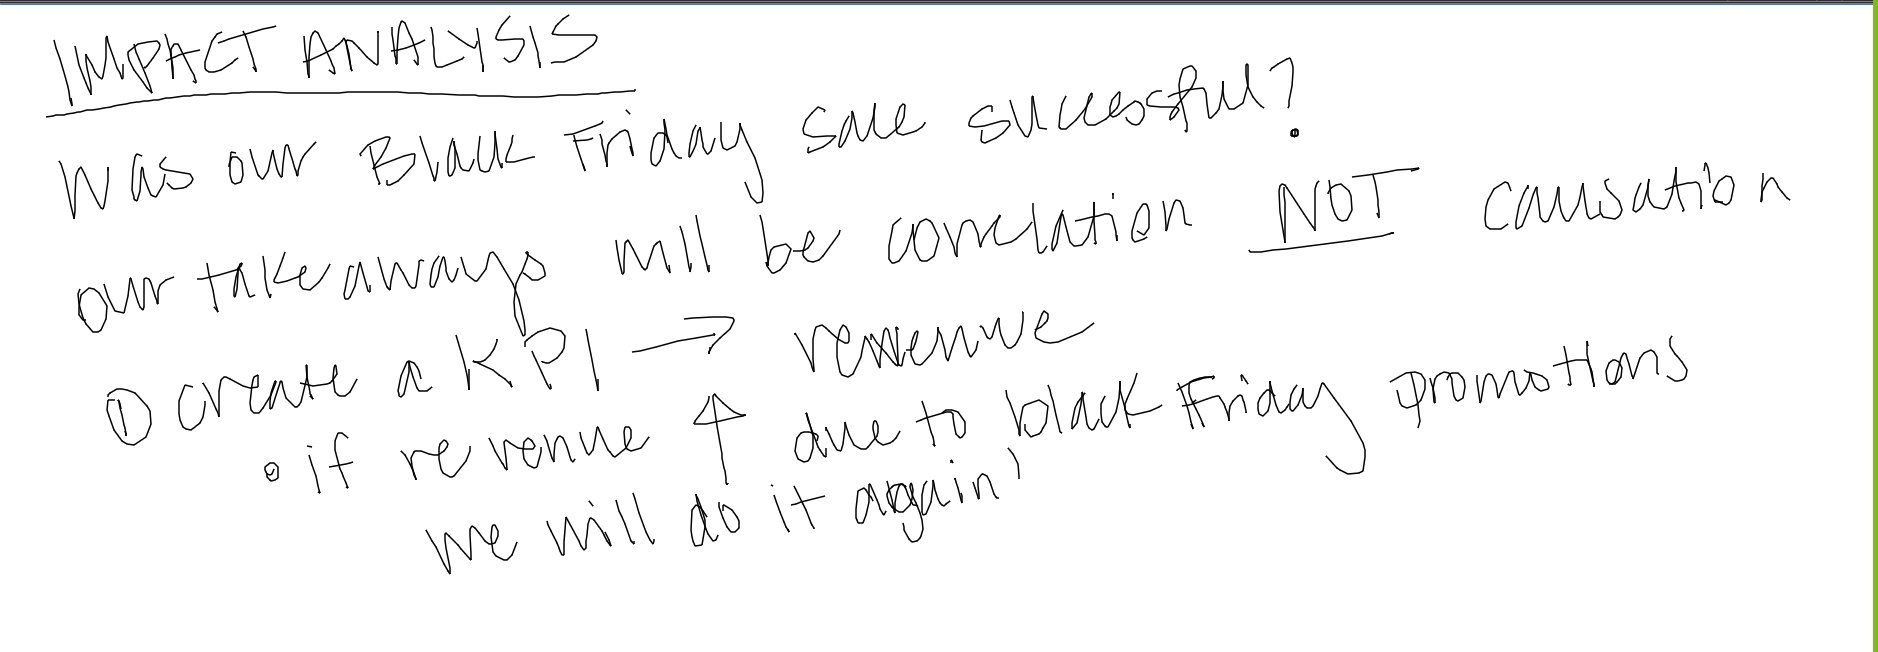 IMPACT ANALYSIS
Was our Black Friday sale successful?
our takeaways will be correlation NOT causation
① create a KPI → revenue
• if revenue ↑ due to black Friday promotions
we will do it again'